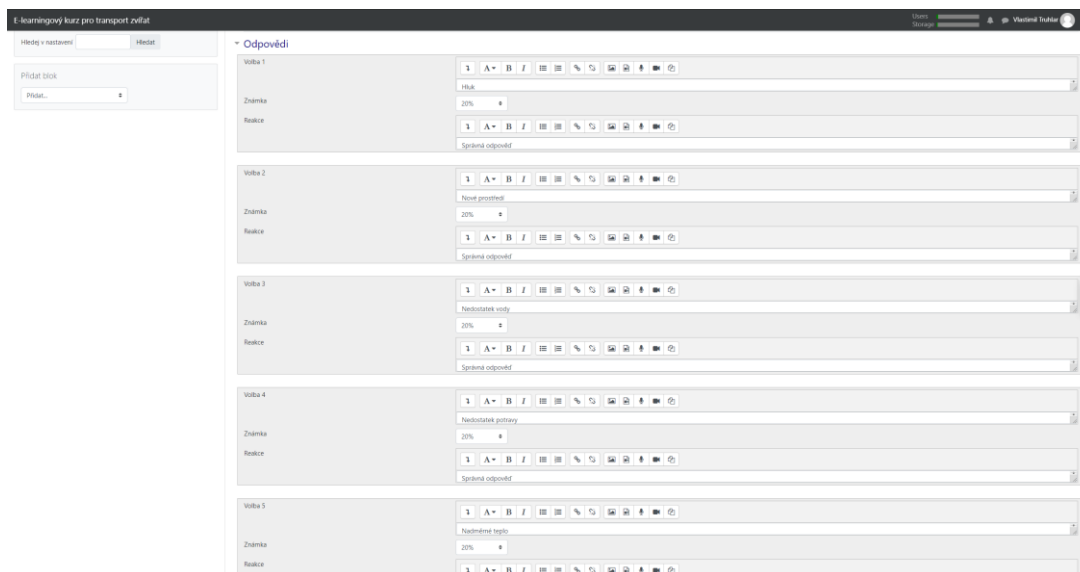 E-learningový kurz pro transport zvířat
Users
Storage
Vlastimil Truhlar
Hledej v nastavení
Hledat
Přidat blok
Přidat...
Odpovědi
Volba 1
A B I
Hluk
Známka
20%
Reakce
A B I
Správná odpověď
Volba 2
A B I
Nové prostředí
Známka
20%
Reakce
A B I
Správná odpověď
Volba 3
A B I
Nedostatek vody
Známka
20%
Reakce
A B I
Správná odpověď
Volba 4
A B I
Nedostatek potravy
Známka
20%
Reakce
A B I
Správná odpověď
Volba 5
A B I
Nadměrné teplo
Známka
20%
Reakce
A B I